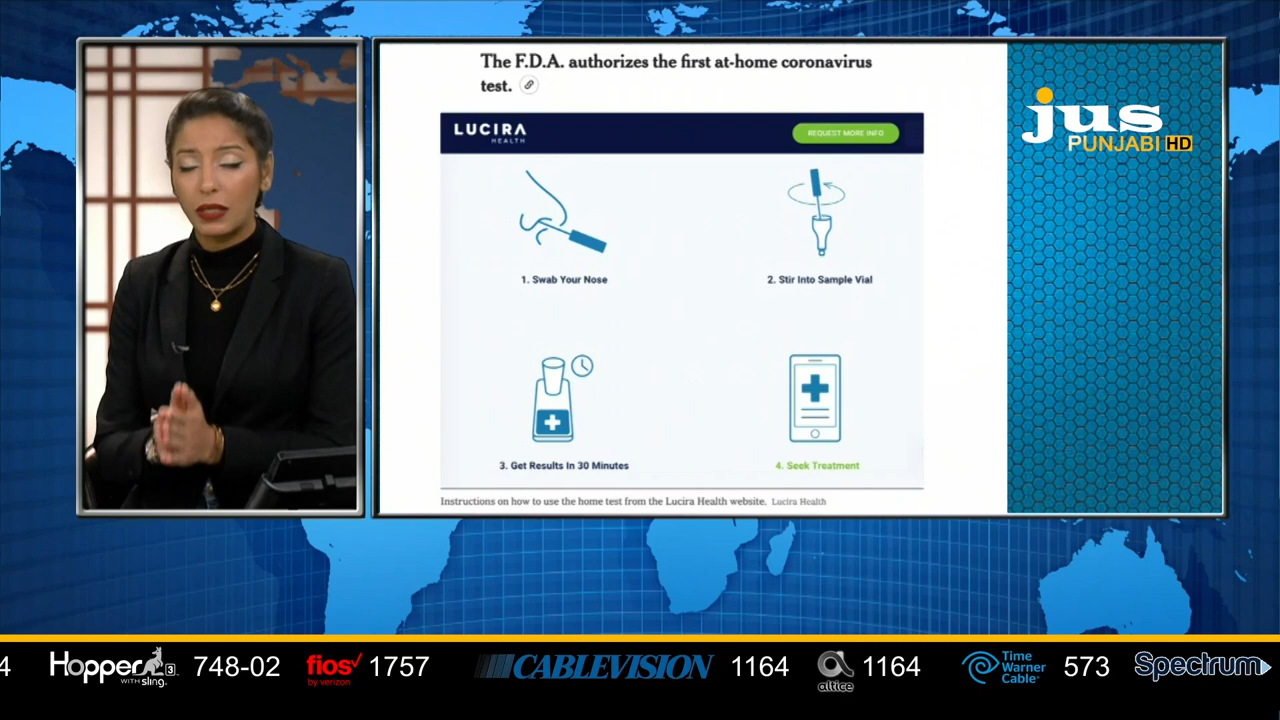 The F.D.A. authorizes the first at-home coronavirus
test.
LUCIRA
HEALTH
REQUEST MORE INFO
1. Swab Your Nose
2. Stir Into Sample Vial
3. Get Results In 30 Minutes
4. Seek Treatment
Instructions on how to use the home test from the Lucira Health website. Lucira Health
jus
PUNJABI HD
4 Hopper 3 WITH sling. 748-02 fios by verizon 1757 CABLEVISION 1164 altice 1164 Time Warner Cable 573 Spectrum